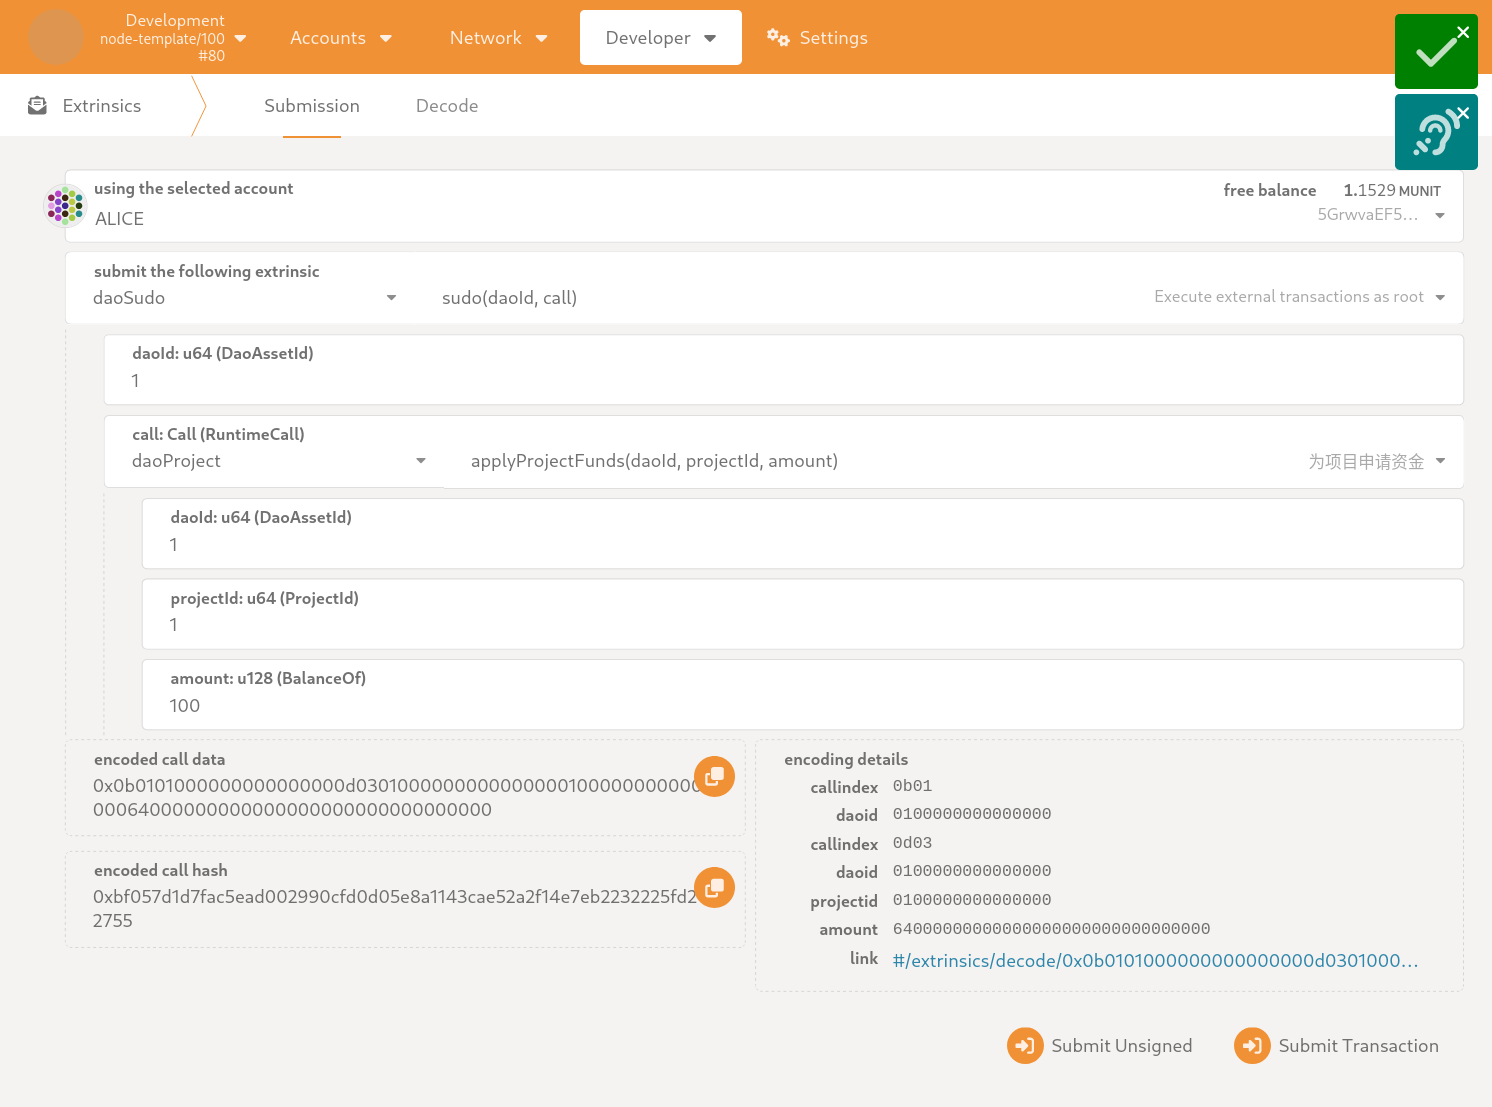 Development
node-template/100
#80
Accounts
Network
Developer
Settings
Extrinsics
Submission
Decode
using the selected account
ALICE
free balance 1.1529 MUNIT
5GrwvaEF5...
submit the following extrinsic
daoSudo
sudo(daoId, call)
Execute external transactions as root
daoId: u64 (DaoAssetId)
1
call: Call (RuntimeCall)
daoProject
applyProjectFunds(daoId, projectId, amount)
为项目申请资金
daoId: u64 (DaoAssetId)
1
projectId: u64 (ProjectId)
1
amount: u128 (BalanceOf)
100
encoded call data
0x0b0101000000000000000d030100000000000000010000000000
00064000000000000000000000000000000
encoded call hash
0xbf057d1d7fac5ead002990cfd0d05e8a1143cae52a2f14e7eb2232225fd2
2755
encoding details
callindex 0b01
daoid 0100000000000000
callindex 0d03
daoid 0100000000000000
projectid 0100000000000000
amount 64000000000000000000000000000000
link #/extrinsics/decode/0x0b0101000000000000000d0301000...
Submit Unsigned
Submit Transaction